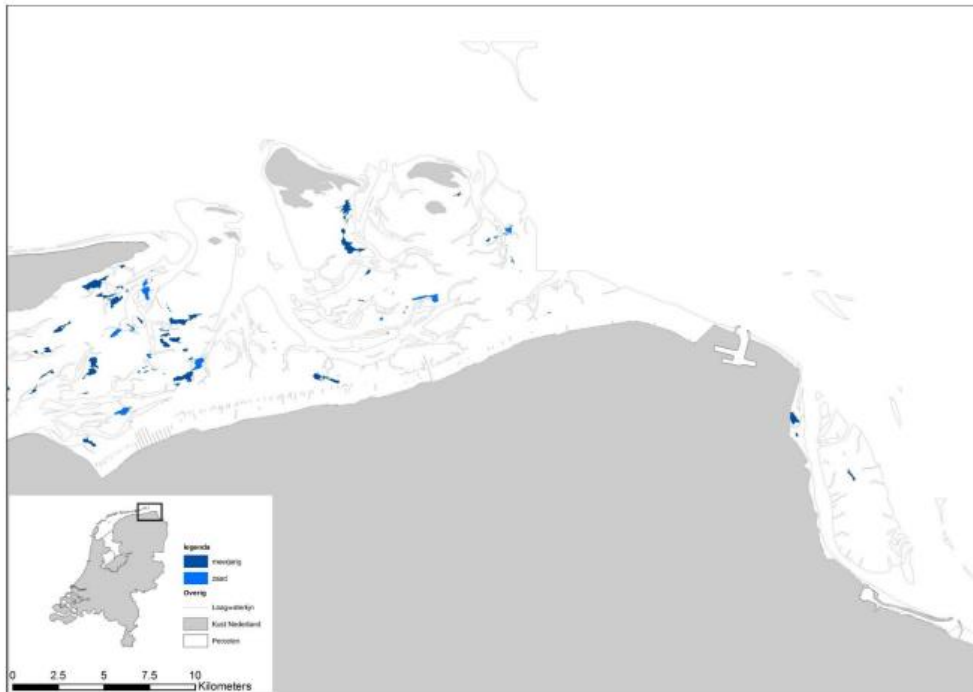 legenda
meerjarig
zaad
Overig
Laagwaterlijn
Kust Nederland
Percelen
0 2.5 5 7.5 10
Kilometers